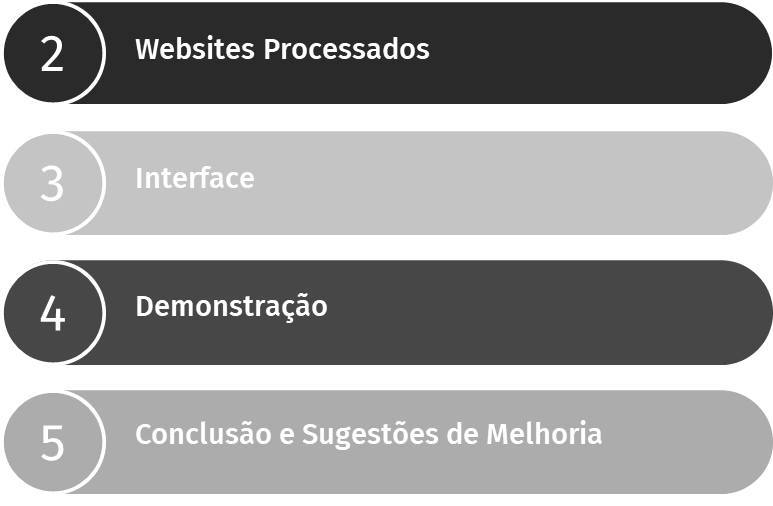 2 Websites Processados
3 Interface
4 Demonstração
5 Conclusão e Sugestões de Melhoria